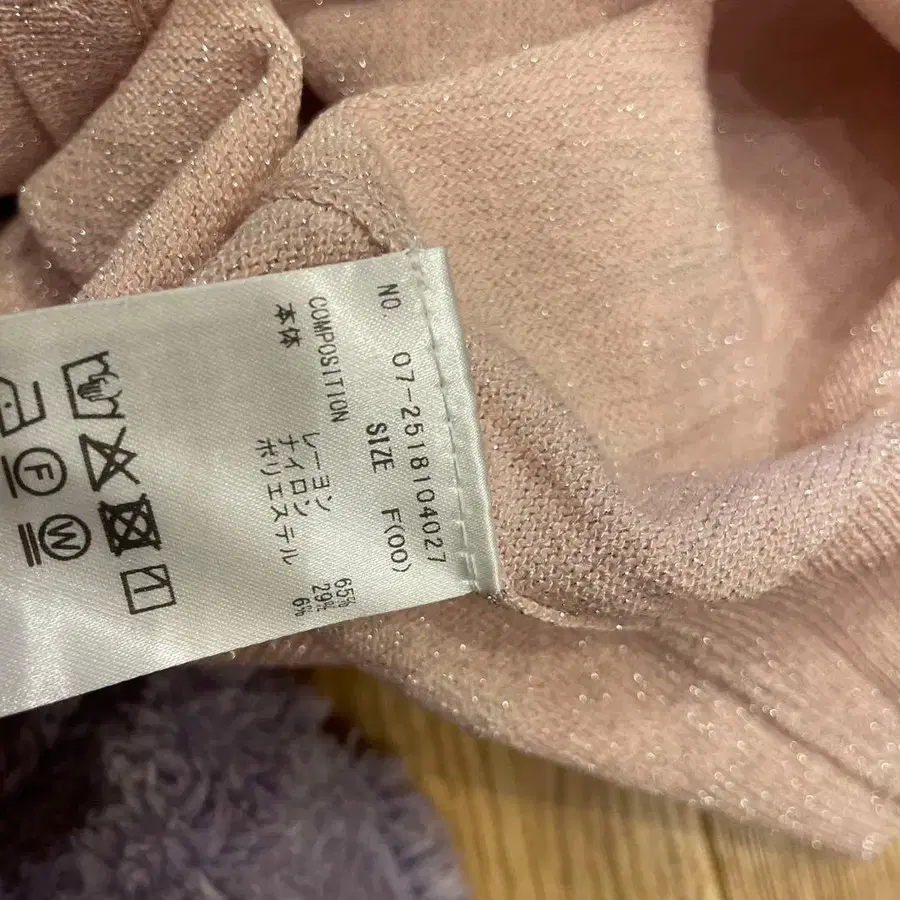 NO 07-2518104027
SIZE F(00)
COMPOSITION
本体 レーヨン 65%
ナイロン 29%
ポリエステル 6%
F
W